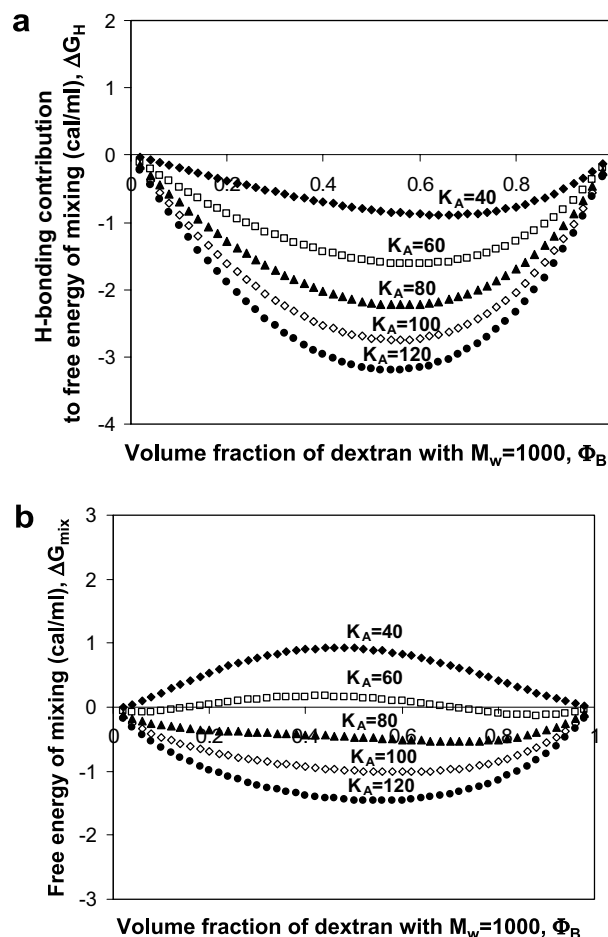 a
H-bonding contribution
to free energy of mixing (cal/ml), ΔG_H
2
1
0
-1
-2
-3
-4
0
0.2
0.4
0.6
0.8
K_A=40
K_A=60
K_A=80
K_A=100
K_A=120
Volume fraction of dextran with M_w=1000, Φ_B
b
Free energy of mixing (cal/ml), ΔG_mix
3
2
1
0
-1
-2
-3
0
0.2
0.4
0.6
0.8
1
K_A=40
K_A=60
K_A=80
K_A=100
K_A=120
Volume fraction of dextran with M_w=1000, Φ_B